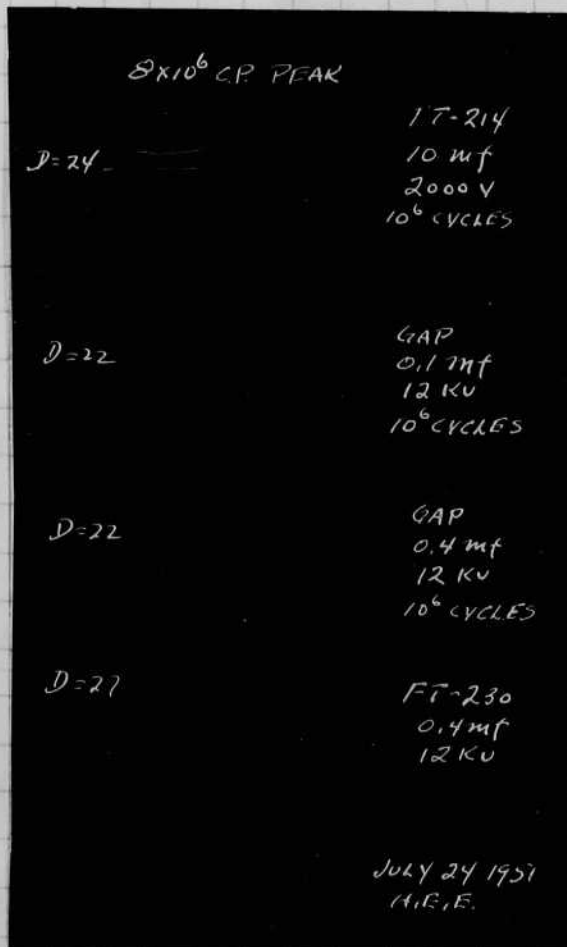 8×10⁶ C.P. PEAK
FT-214
D=24
10 mf
2000 V
10⁶ CYCLES
D=22
GAP
0.1 mf
12 KV
10⁶ CYCLES
D=22
GAP
0.4 mf
12 KV
10⁶ CYCLES
D=27
FT-230
0.4 mf
12 KV
JULY 24 1951
H.E.E.